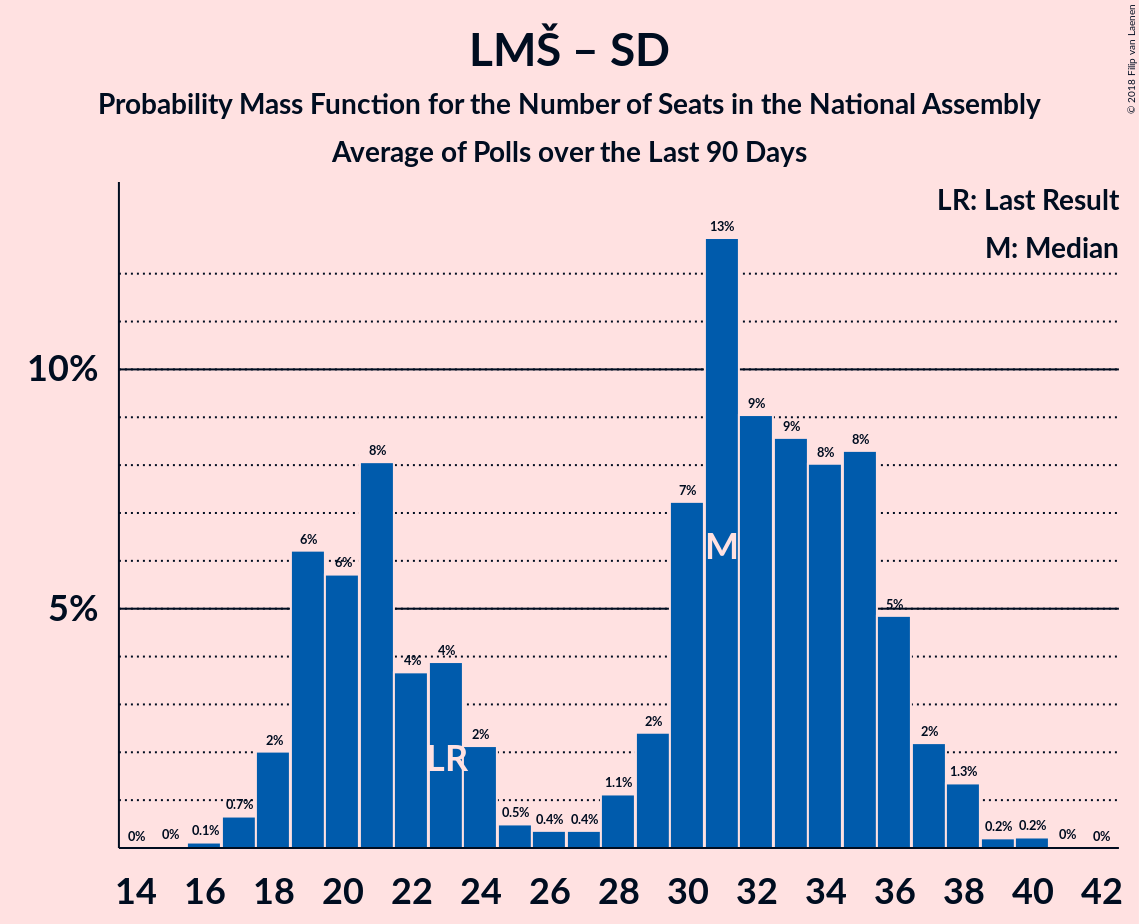 LMŠ – SD
Probability Mass Function for the Number of Seats in the National Assembly
Average of Polls over the Last 90 Days
© 2018 Filip van Laenen
LR: Last Result
M: Median
10%
5%
0% 0% 0.1% 0.7% 2% 6% 6% 8% 4% 4% 2% 0.5% 0.4% 0.4% 1.1% 2% 7% 13% 9% 9% 8% 8% 5% 2% 1.3% 0.2% 0.2% 0% 0%
M
LR
14 16 18 20 22 24 26 28 30 32 34 36 38 40 42